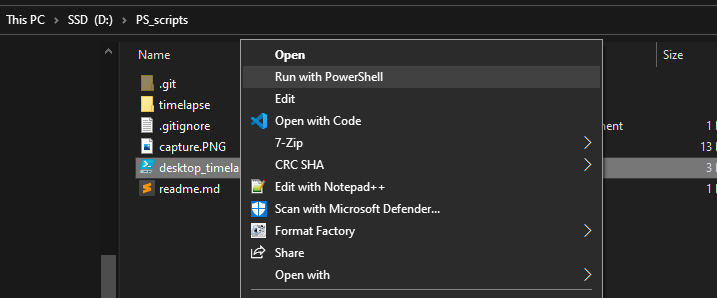 This PC > SSD (D:) > PS_scripts
Name
Size
.git
timelapse
.gitignore
capture.PNG
desktop_timela
readme.md
Open
Run with PowerShell
Edit
Open with Code
7-Zip
CRC SHA
Edit with Notepad++
Scan with Microsoft Defender...
Format Factory
Share
Open with
ment
1
13
3
1